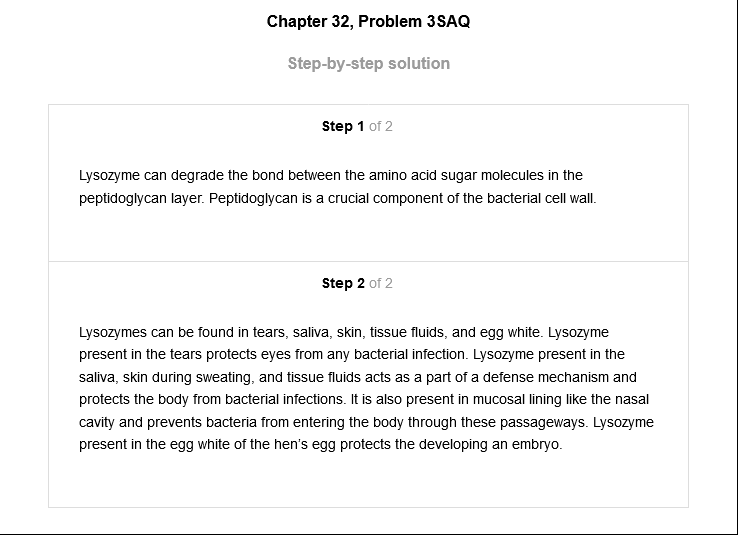 Chapter 32, Problem 3SAQ
Step-by-step solution
Step 1 of 2
Lysozyme can degrade the bond between the amino acid sugar molecules in the
peptidoglycan layer. Peptidoglycan is a crucial component of the bacterial cell wall.
Step 2 of 2
Lysozymes can be found in tears, saliva, skin, tissue fluids, and egg white. Lysozyme
present in the tears protects eyes from any bacterial infection. Lysozyme present in the
saliva, skin during sweating, and tissue fluids acts as a part of a defense mechanism and
protects the body from bacterial infections. It is also present in mucosal lining like the nasal
cavity and prevents bacteria from entering the body through these passageways. Lysozyme
present in the egg white of the hen’s egg protects the developing an embryo.